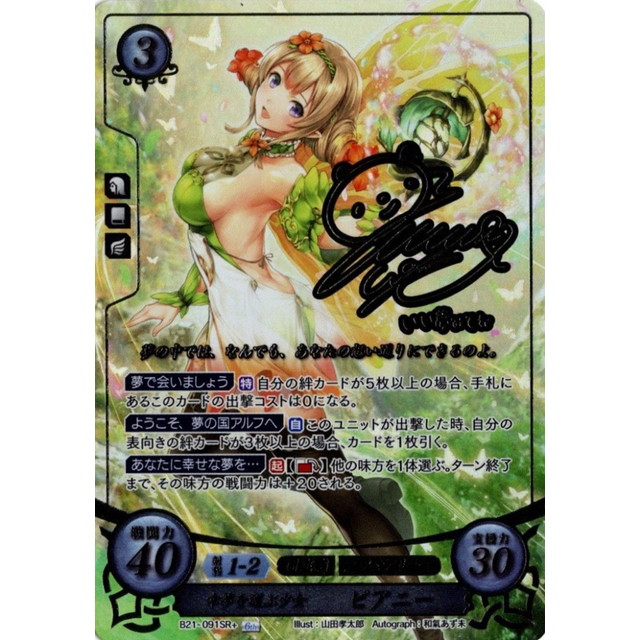 3
夢の中では、なんでも、あなたの思い通りにできるのよ。
夢で会いましょう 特 自分の絆カードが5枚以上の場合、手札に
あるこのカードの出撃コストは0になる。
ようこそ、夢の国アルフへ 自 このユニットが出撃した時、自分の
表向きの絆カードが3枚以上の場合、カードを1枚引く。
あなたに幸せな夢を… 起 【 】他の味方を1体選ぶ。ターン終了
まで、その味方の戦闘力は+20される。
戦闘力
40
射程 1-2
支援力
30
ピアニー
B21-091SR+
Illust:山田孝太郎 Autograph:和氣あず未